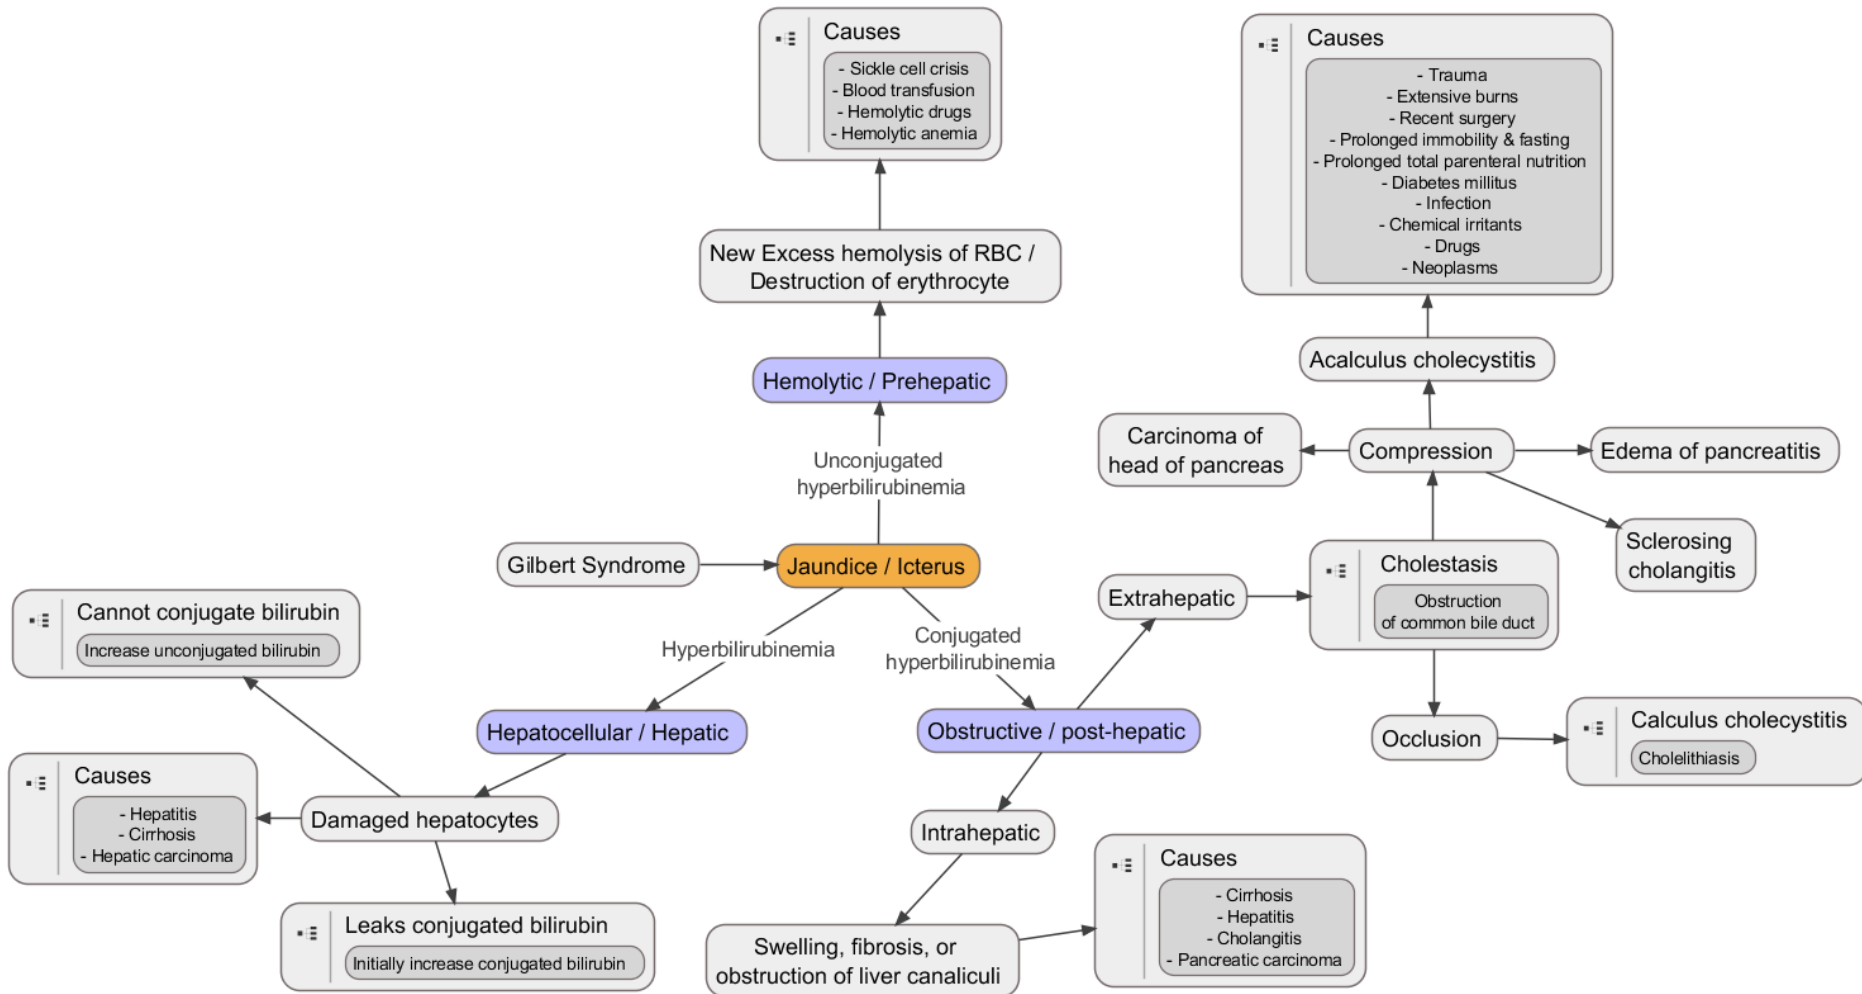 Causes
- Sickle cell crisis
- Blood transfusion
- Hemolytic drugs
- Hemolytic anemia
Causes
- Trauma
- Extensive burns
- Recent surgery
- Prolonged immobility & fasting
- Prolonged total parenteral nutrition
- Diabetes millitus
- Infection
- Chemical irritants
- Drugs
- Neoplasms
New Excess hemolysis of RBC /
Destruction of erythrocyte
Acalculus cholecystitis
Hemolytic / Prehepatic
Carcinoma of
head of pancreas
Compression
Edema of pancreatitis
Unconjugated
hyperbilirubinemia
Sclerosing
cholangitis
Gilbert Syndrome
Jaundice / Icterus
Cholestasis
Obstruction
of common bile duct
Extrahepatic
Cannot conjugate bilirubin
Increase unconjugated bilirubin
Hyperbilirubinemia
Conjugated
hyperbilirubinemia
Hepatocellular / Hepatic
Obstructive / post-hepatic
Occlusion
Calculus cholecystitis
Cholelithiasis
Causes
- Hepatitis
- Cirrhosis
- Hepatic carcinoma
Damaged hepatocytes
Intrahepatic
Causes
- Cirrhosis
- Hepatitis
- Cholangitis
- Pancreatic carcinoma
Leaks conjugated bilirubin
Initially increase conjugated bilirubin
Swelling, fibrosis, or
obstruction of liver canaliculi